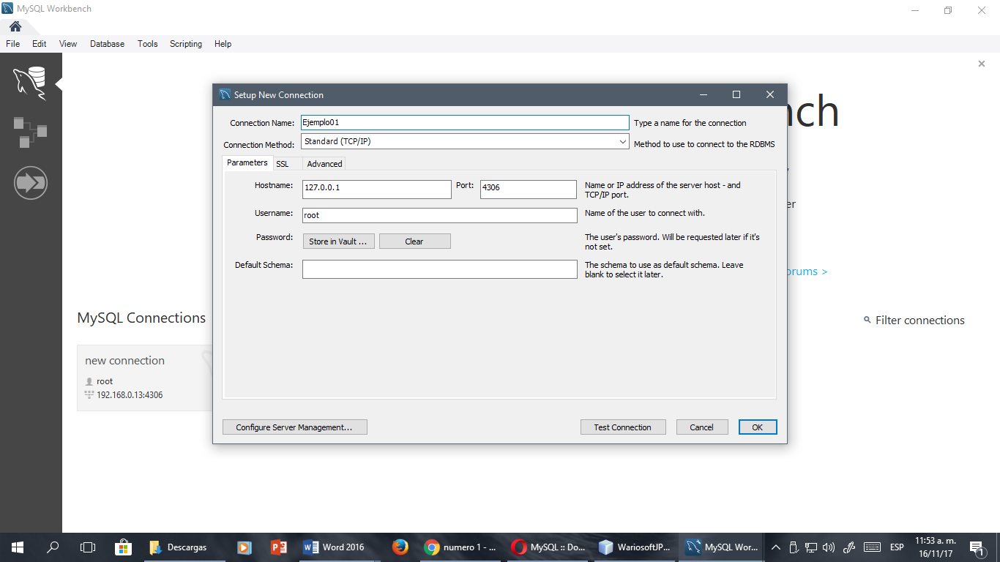 MySQL Workbench
File Edit View Database Tools Scripting Help
Setup New Connection
Connection Name: Ejemplo01 Type a name for the connection
Connection Method: Standard (TCP/IP) Method to use to connect to the RDBMS
Parameters SSL Advanced
Hostname: 127.0.0.1 Port: 4306 Name or IP address of the server host - and
TCP/IP port.
Username: root Name of the user to connect with.
Password: Store in Vault ... Clear The user's password. Will be requested later if it's
not set.
Default Schema: The schema to use as default schema. Leave
blank to select it later.
Configure Server Management... Test Connection Cancel OK
nch
er
orums >
MySQL Connections
Filter connections
new connection
root
192.168.0.13:4306
Descargas Word 2016 numero 1 - ... MySQL :: Do... WariosoftJP... MySQL Wor... ESP 11:53 a. m.
16/11/17
1